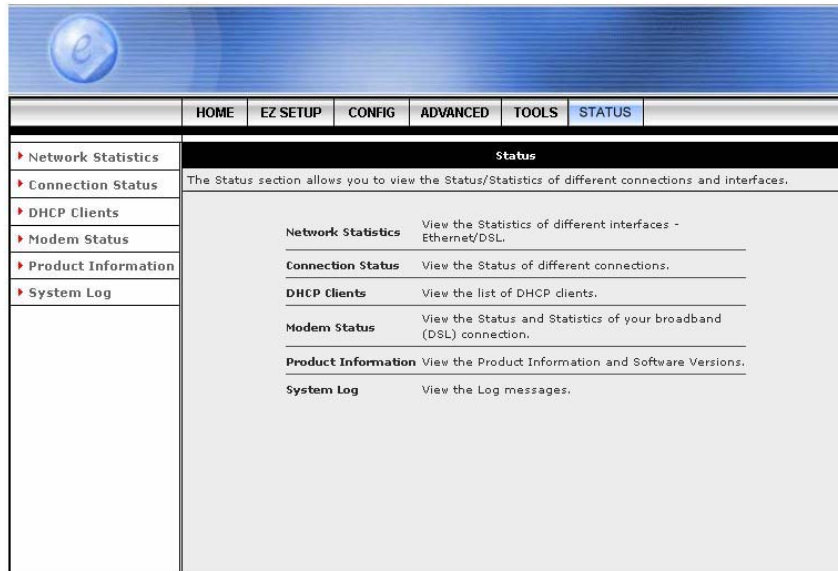 e
HOME EZ SETUP CONFIG ADVANCED TOOLS STATUS
Network Statistics
Connection Status
DHCP Clients
Modem Status
Product Information
System Log
Status
The Status section allows you to view the Status/Statistics of different connections and interfaces.
Network Statistics View the Statistics of different interfaces -
Ethernet/DSL.
Connection Status View the Status of different connections.
DHCP Clients View the list of DHCP clients.
Modem Status View the Status and Statistics of your broadband
(DSL) connection.
Product Information View the Product Information and Software Versions.
System Log View the Log messages.